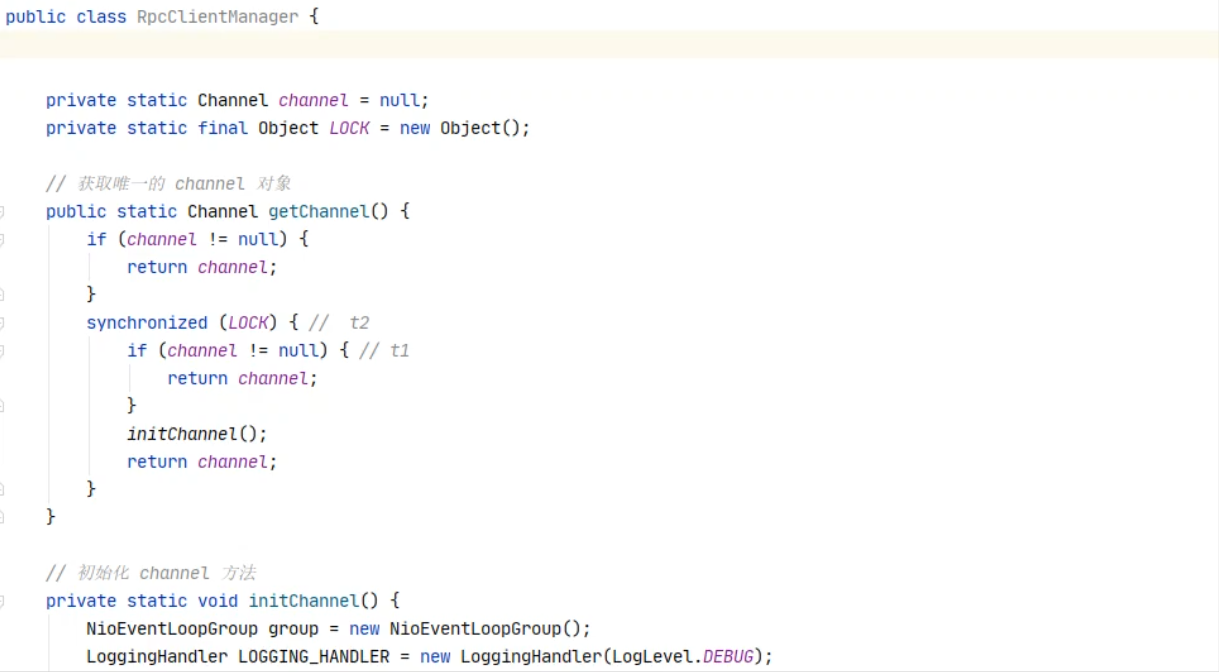 public class RpcClientManager {
private static Channel channel = null;
private static final Object LOCK = new Object();
// 获取唯一的 channel 对象
public static Channel getChannel() {
if (channel != null) {
return channel;
}
synchronized (LOCK) { //  t2
if (channel != null) { // t1
return channel;
}
initChannel();
return channel;
}
}
// 初始化 channel 方法
private static void initChannel() {
NioEventLoopGroup group = new NioEventLoopGroup();
LoggingHandler LOGGING_HANDLER = new LoggingHandler(LogLevel.DEBUG);